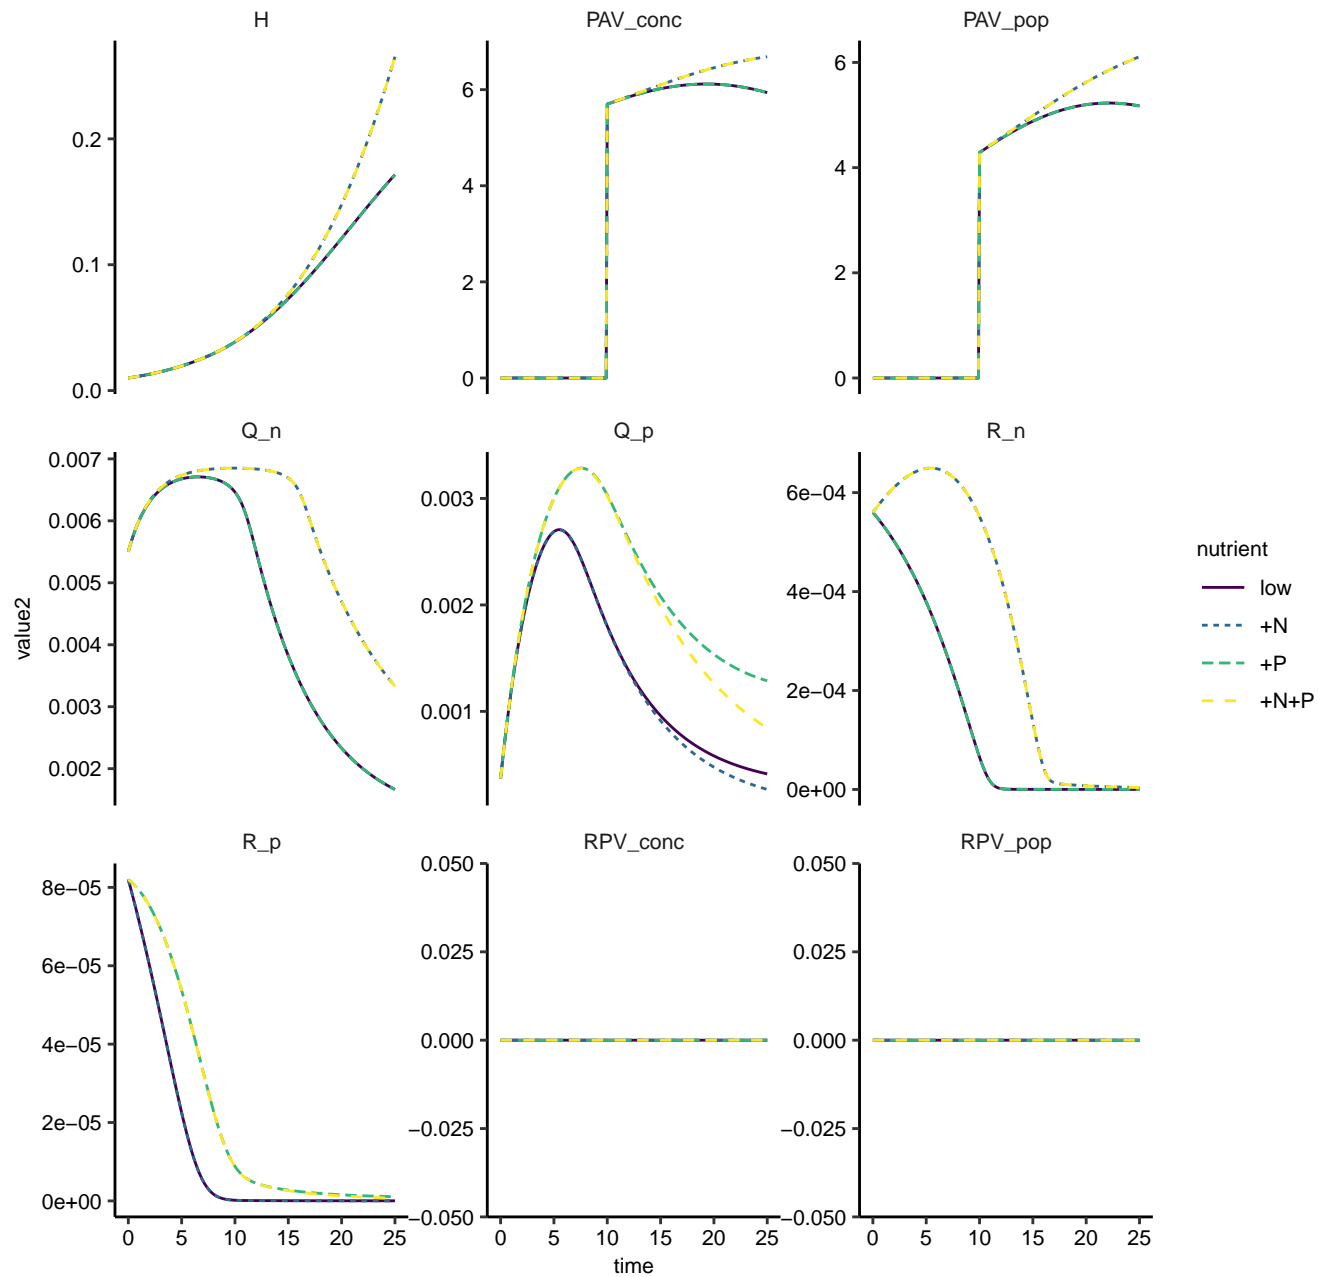 H
PAV_conc
PAV_pop
0.2
0.1
0.0
6
4
2
0
6
4
2
0
Q_n
Q_p
R_n
0.007
0.006
0.005
0.004
0.003
0.002
0.003
0.002
0.001
6e−04
4e−04
2e−04
0e+00
value2
nutrient
low
+N
+P
+N+P
R_p
RPV_conc
RPV_pop
8e−05
6e−05
4e−05
2e−05
0e+00
0.050
0.025
0.000
−0.025
−0.050
0.050
0.025
0.000
−0.025
−0.050
0 5 10 15 20 25
0 5 10 15 20 25
0 5 10 15 20 25
time